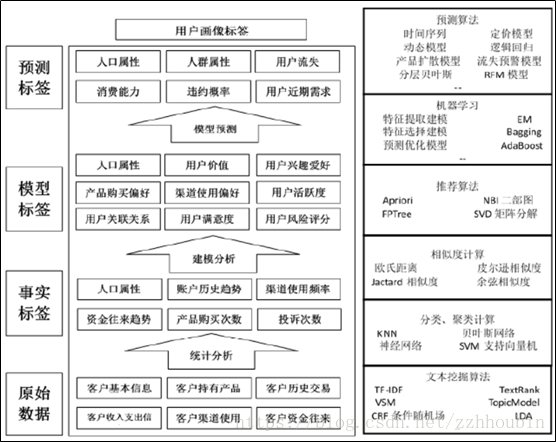 用户画像标签
预测
标签
人口属性 人群属性 用户流失
消费能力 违约概率 用户近期需求
模型预测
模型
标签
人口属性 用户价值 用户兴趣爱好
产品购买偏好 渠道使用偏好 用户活跃度
用户关联关系 用户满意度 用户风险评分
建模分析
事实
标签
人口属性 账户历史趋势 渠道使用频率
资金往来趋势 产品购买次数 投诉次数
统计分析
原始
数据
客户基本信息 客户持有产品 客户历史交易
客户收入支出信 客户渠道使用 客户资金往来
预测算法
时间序列 定价模型
动态模型 逻辑回归
产品扩散模型 流失预警模型
分层贝叶斯 RFM 模型
...
机器学习
特征提取建模 EM
特征选择建模 Bagging
预测优化模型 AdaBoost
...
推荐算法
Apriori NBI 二部图
FPTree SVD 矩阵分解
相似度计算
欧氏距离 皮尔逊相似度
Jactard 相似度 余弦相似度
分类、聚类计算
KNN 贝叶斯网络
神经网络 SVM 支持向量机
文本挖掘算法
TF-IDF TextRank
VSM TopicModel
CRF 条件随机场 LDA
https://blog.csdn.net/zzhhoubin